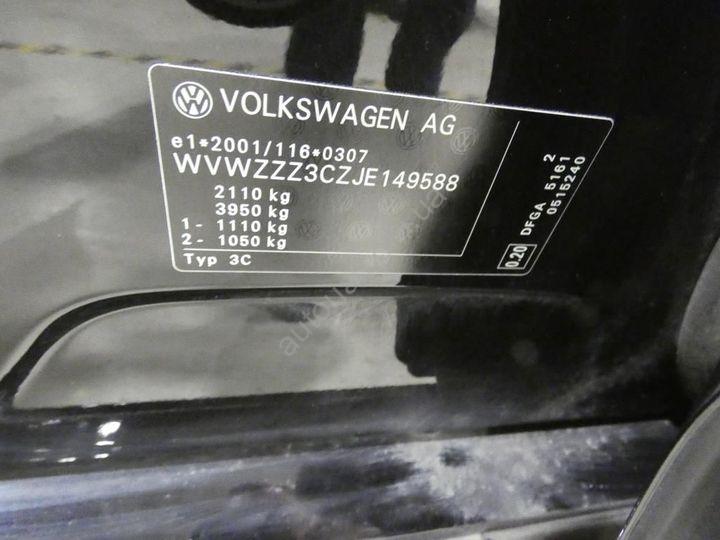 VOLKSWAGEN AG
e1*2001/116*0307
WVWZZZ3CZJE149588
2110 kg
3950 kg
1- 1110 kg
2- 1050 kg
Typ 3C
0.20
DFGA 5161 2
0515240